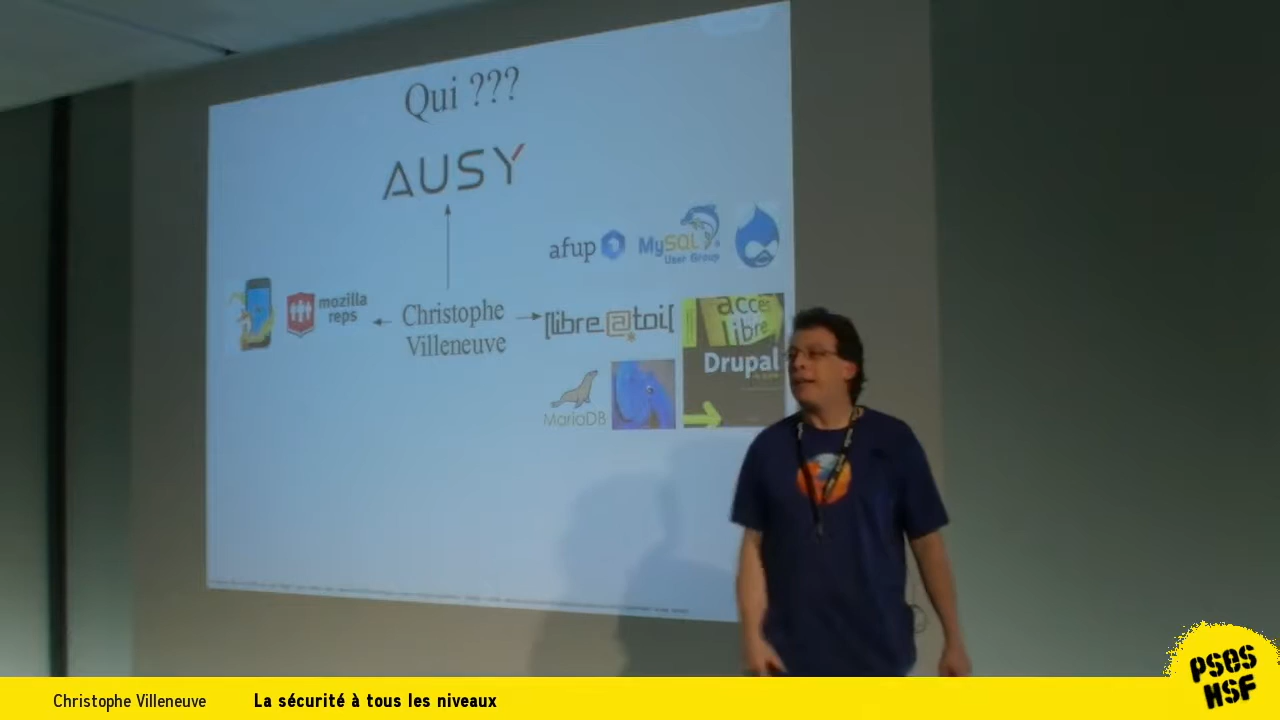 Qui ???
AUSY
afup
MySQL
User Group
mozilla
reps
Christophe
Villeneuve
[libre@toi[
accès
libre
Drupal
MariaDB
Christophe Villeneuve La sécurité à tous les niveaux
PSES
HSF